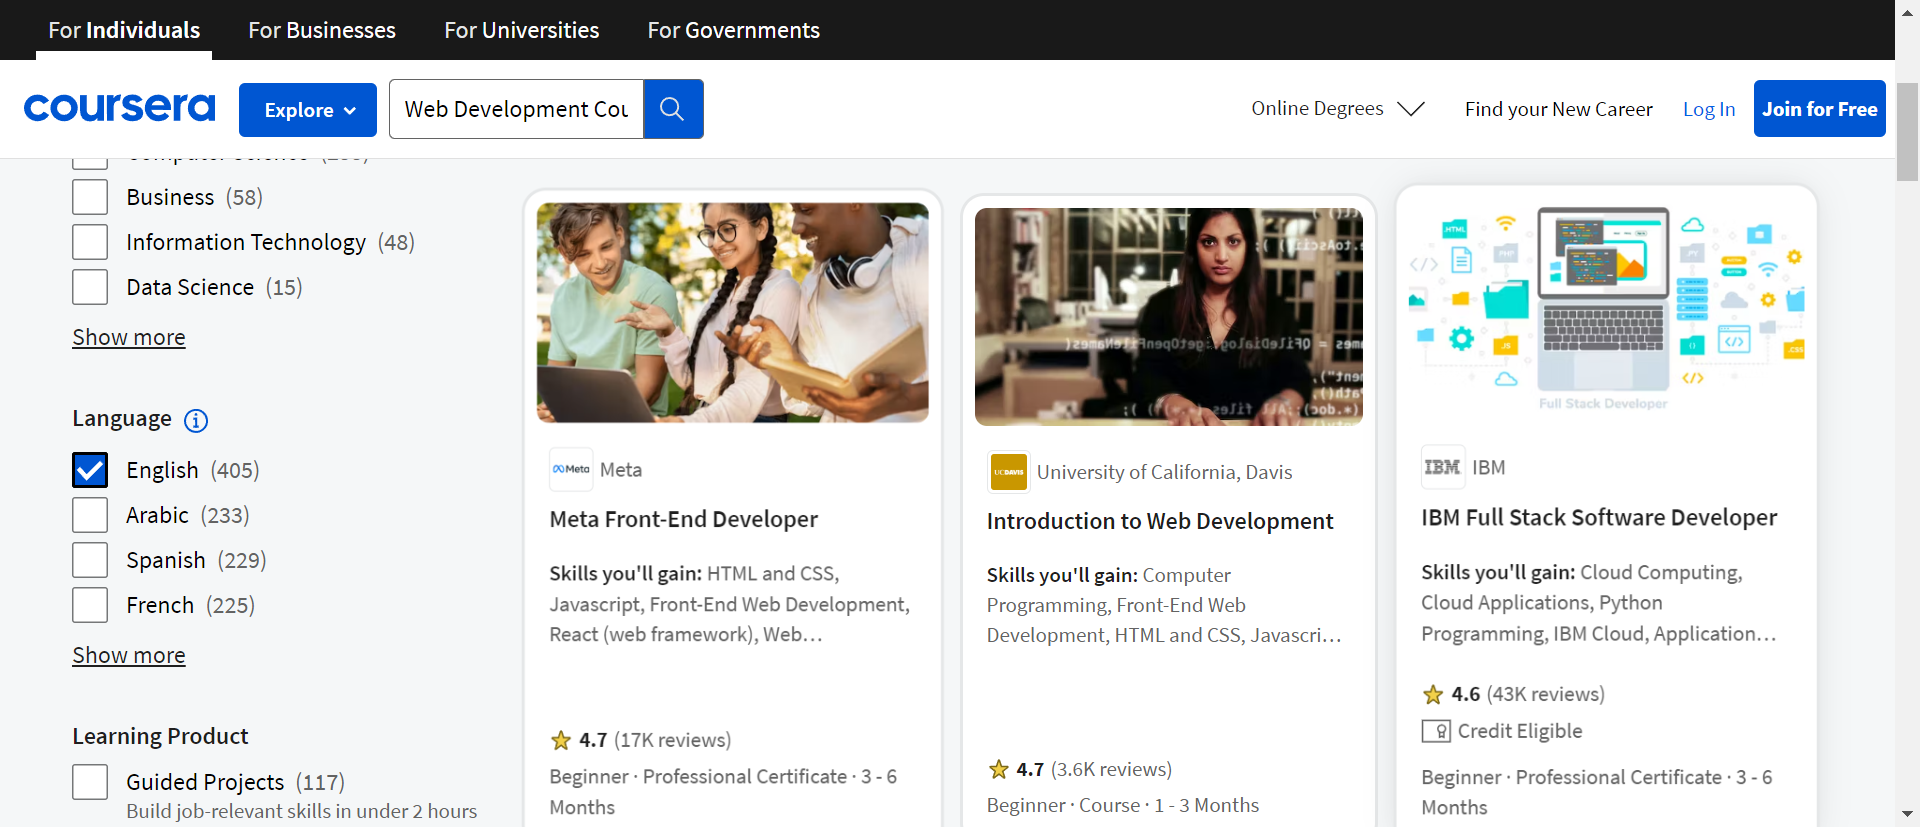 For Individuals
For Businesses
For Universities
For Governments
coursera
Explore
Web Development Cou
Online Degrees
Find your New Career
Log In
Join for Free
Business (58)
Information Technology (48)
Data Science (15)
Show more
Language
English (405)
Arabic (233)
Spanish (229)
French (225)
Show more
Learning Product
Guided Projects (117)
Build job-relevant skills in under 2 hours
Meta
Meta
Meta Front-End Developer
Skills you'll gain: HTML and CSS,
Javascript, Front-End Web Development,
React (web framework), Web...
4.7 (17K reviews)
Beginner · Professional Certificate · 3 - 6
Months
UCDAVIS
University of California, Davis
Introduction to Web Development
Skills you'll gain: Computer
Programming, Front-End Web
Development, HTML and CSS, Javascri...
4.7 (3.6K reviews)
Beginner · Course · 1 - 3 Months
HTML
PHP
PY
JS
CSS
Full Stack Developer
IBM
IBM
IBM Full Stack Software Developer
Skills you'll gain: Cloud Computing,
Cloud Applications, Python
Programming, IBM Cloud, Application...
4.6 (43K reviews)
Credit Eligible
Beginner · Professional Certificate · 3 - 6
Months